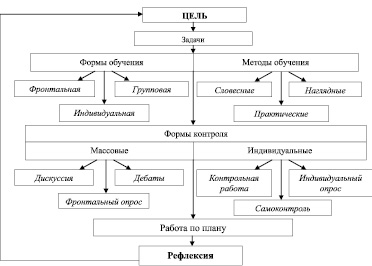 ЦЕЛЬ
Задачи
Формы обучения
Методы обучения
Фронтальная
Групповая
Словесные
Наглядные
Индивидуальная
Практические
Формы контроля
Массовые
Индивидуальные
Дискуссия
Дебаты
Контрольная
работа
Индивидуальный
опрос
Фронтальный опрос
Самоконтроль
Работа по плану
Рефлексия